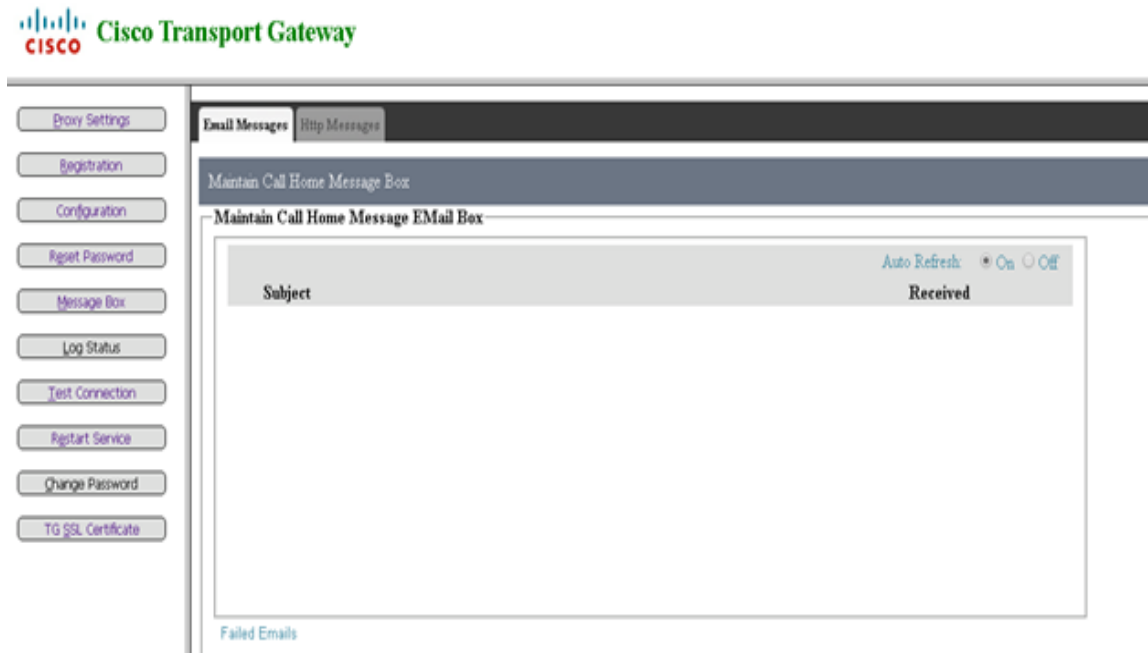 CISCO Cisco Transport Gateway
Proxy Settings
Registration
Configuration
Reset Password
Message Box
Log Status
Test Connection
Restart Service
Change Password
TG SSL Certificate
Email Messages Http Messages
Maintain Call Home Message Box
Maintain Call Home Message EMail Box
Auto Refresh: On Off
Subject Received
Failed Emails